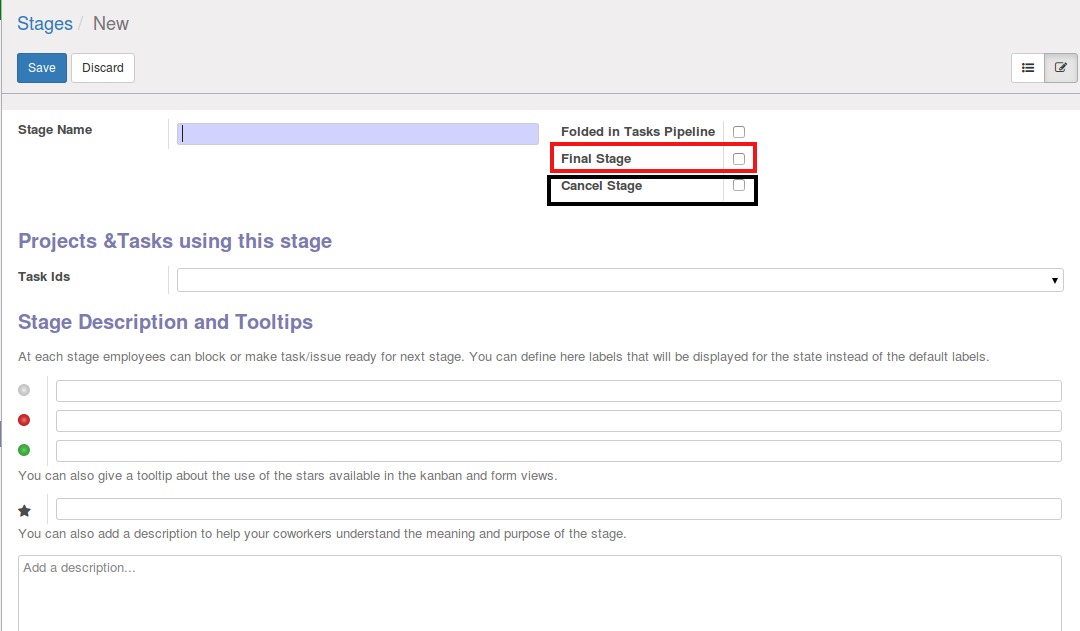 Stages / New
Save Discard
Stage Name
Folded in Tasks Pipeline
Final Stage
Cancel Stage
Projects &Tasks using this stage
Task Ids
Stage Description and Tooltips
At each stage employees can block or make task/issue ready for next stage. You can define here labels that will be displayed for the state instead of the default labels.
You can also give a tooltip about the use of the stars available in the kanban and form views.
You can also add a description to help your coworkers understand the meaning and purpose of the stage.
Add a description...